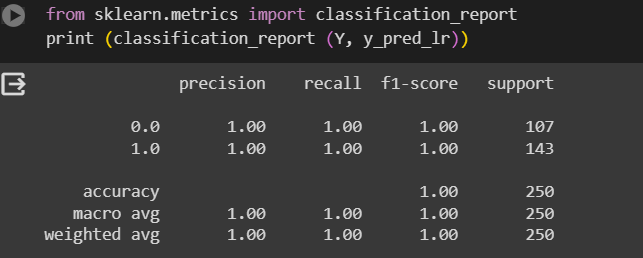 from sklearn.metrics import classification_report
print (classification_report (Y, y_pred_lr))
precision recall f1-score support
0.0 1.00 1.00 1.00 107
1.0 1.00 1.00 1.00 143
accuracy 1.00 250
macro avg 1.00 1.00 1.00 250
weighted avg 1.00 1.00 1.00 250